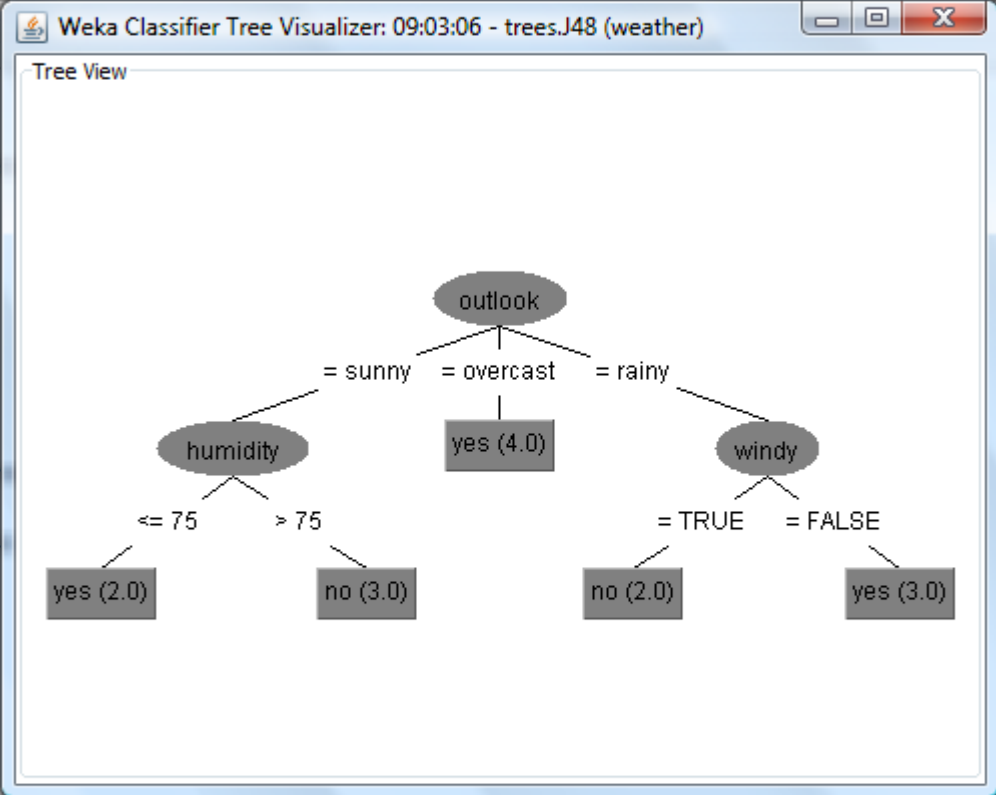 Weka Classifier Tree Visualizer: 09:03:06 - trees.J48 (weather)
Tree View
outlook
= sunny = overcast = rainy
humidity yes (4.0) windy
<= 75 > 75 = TRUE = FALSE
yes (2.0) no (3.0) no (2.0) yes (3.0)